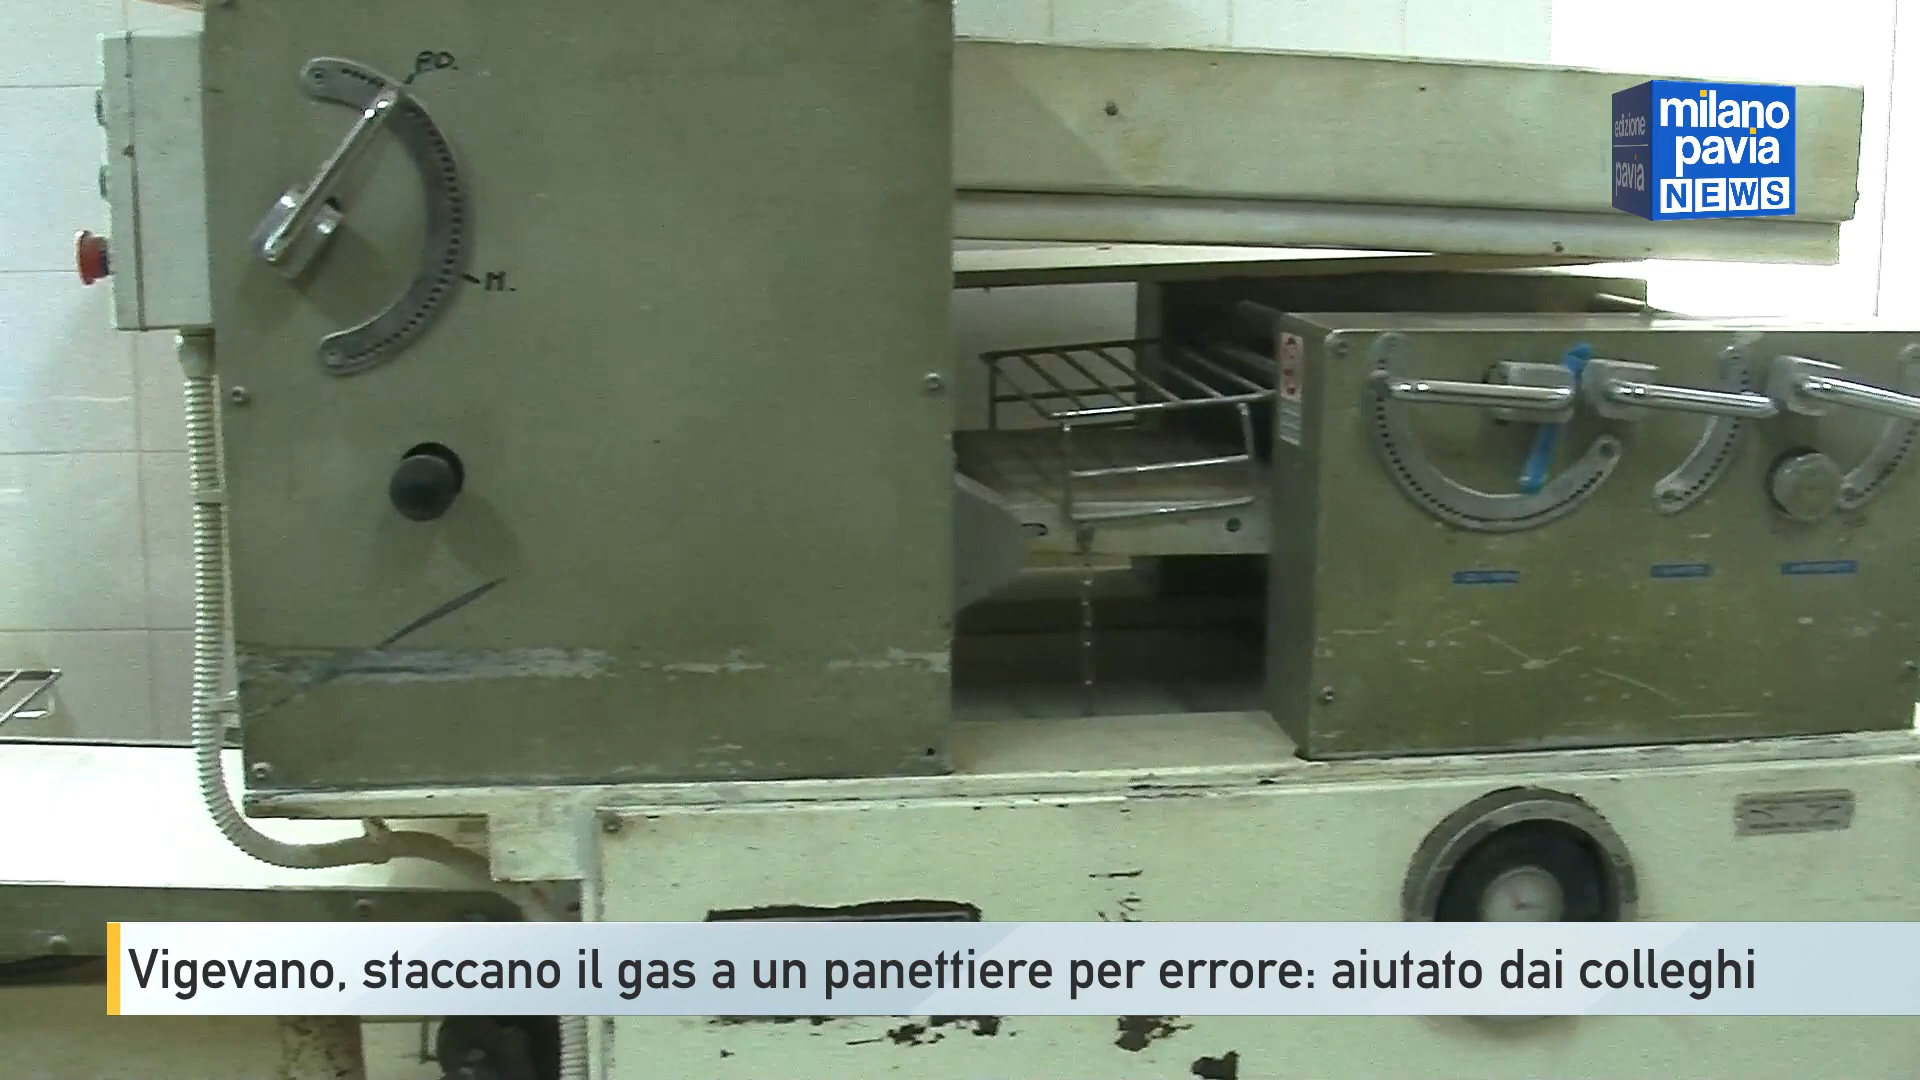 P.D.
M.
edizione
pavia
milano
pavia
NEWS
Vigevano, staccano il gas a un panettiere per errore: aiutato dai colleghi